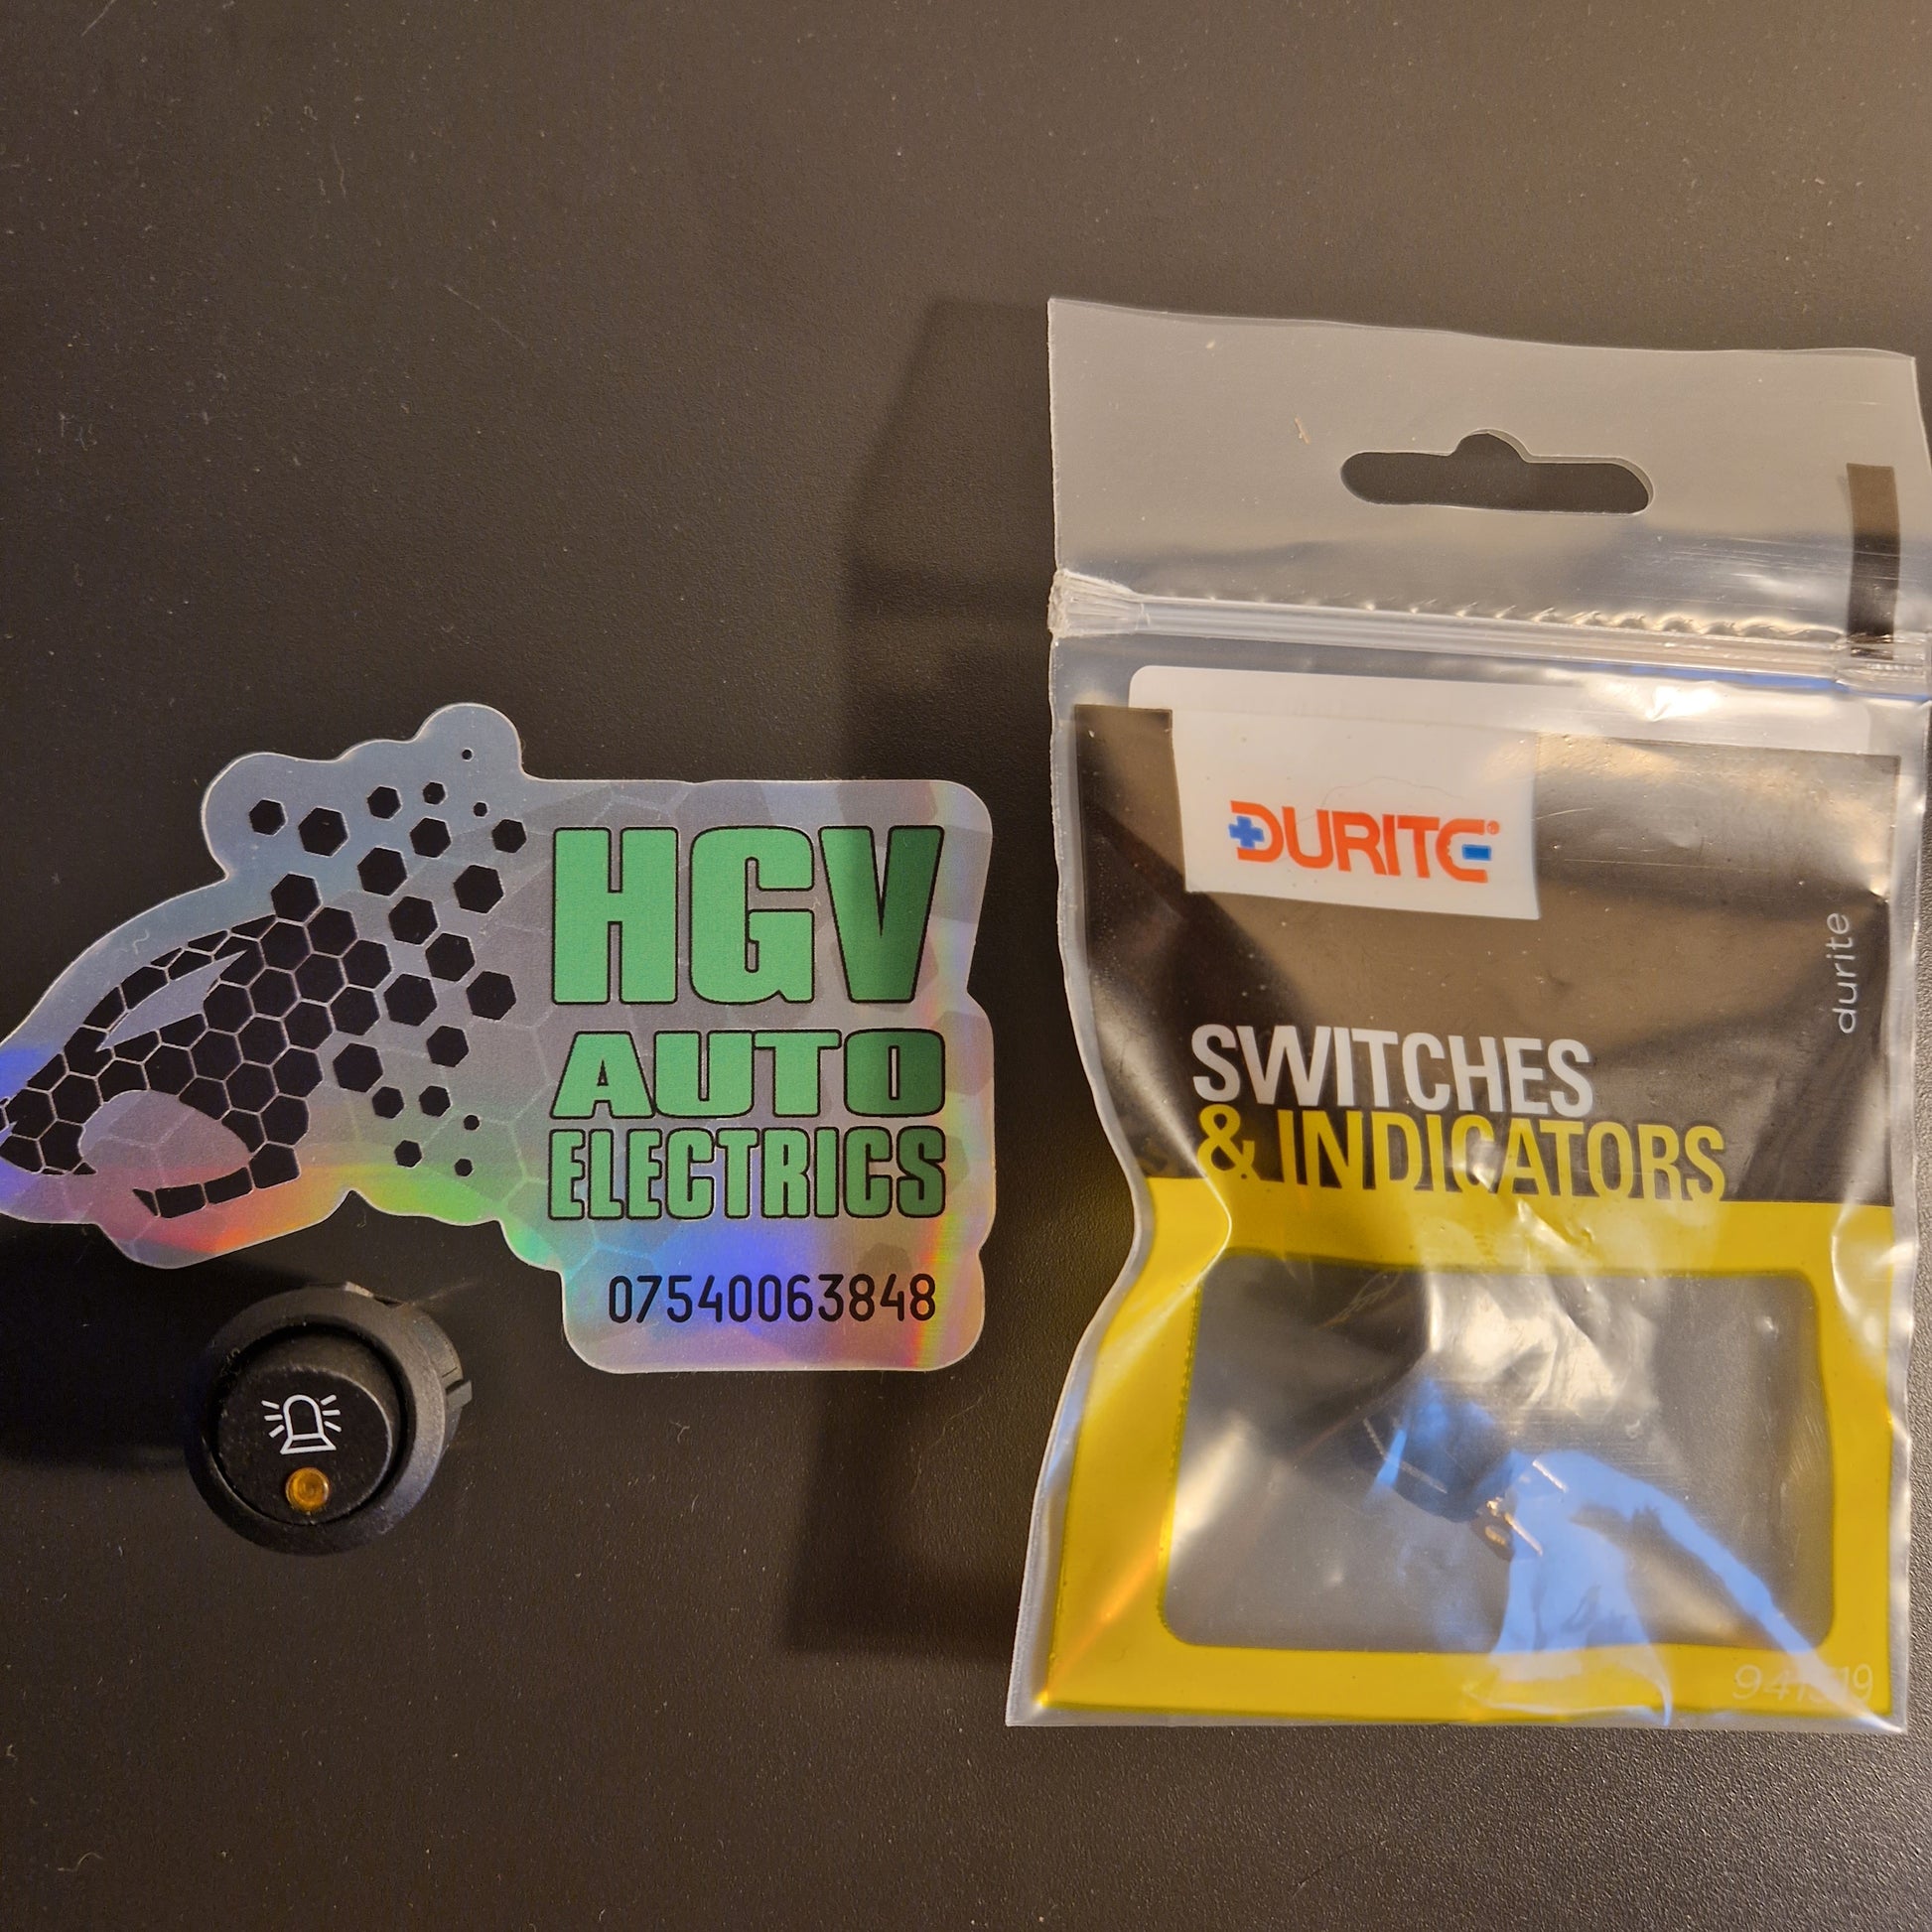 HGV
AUTO
ELECTRICS
07540063848
DURITE®
durite
SWITCHES
& INDICATORS